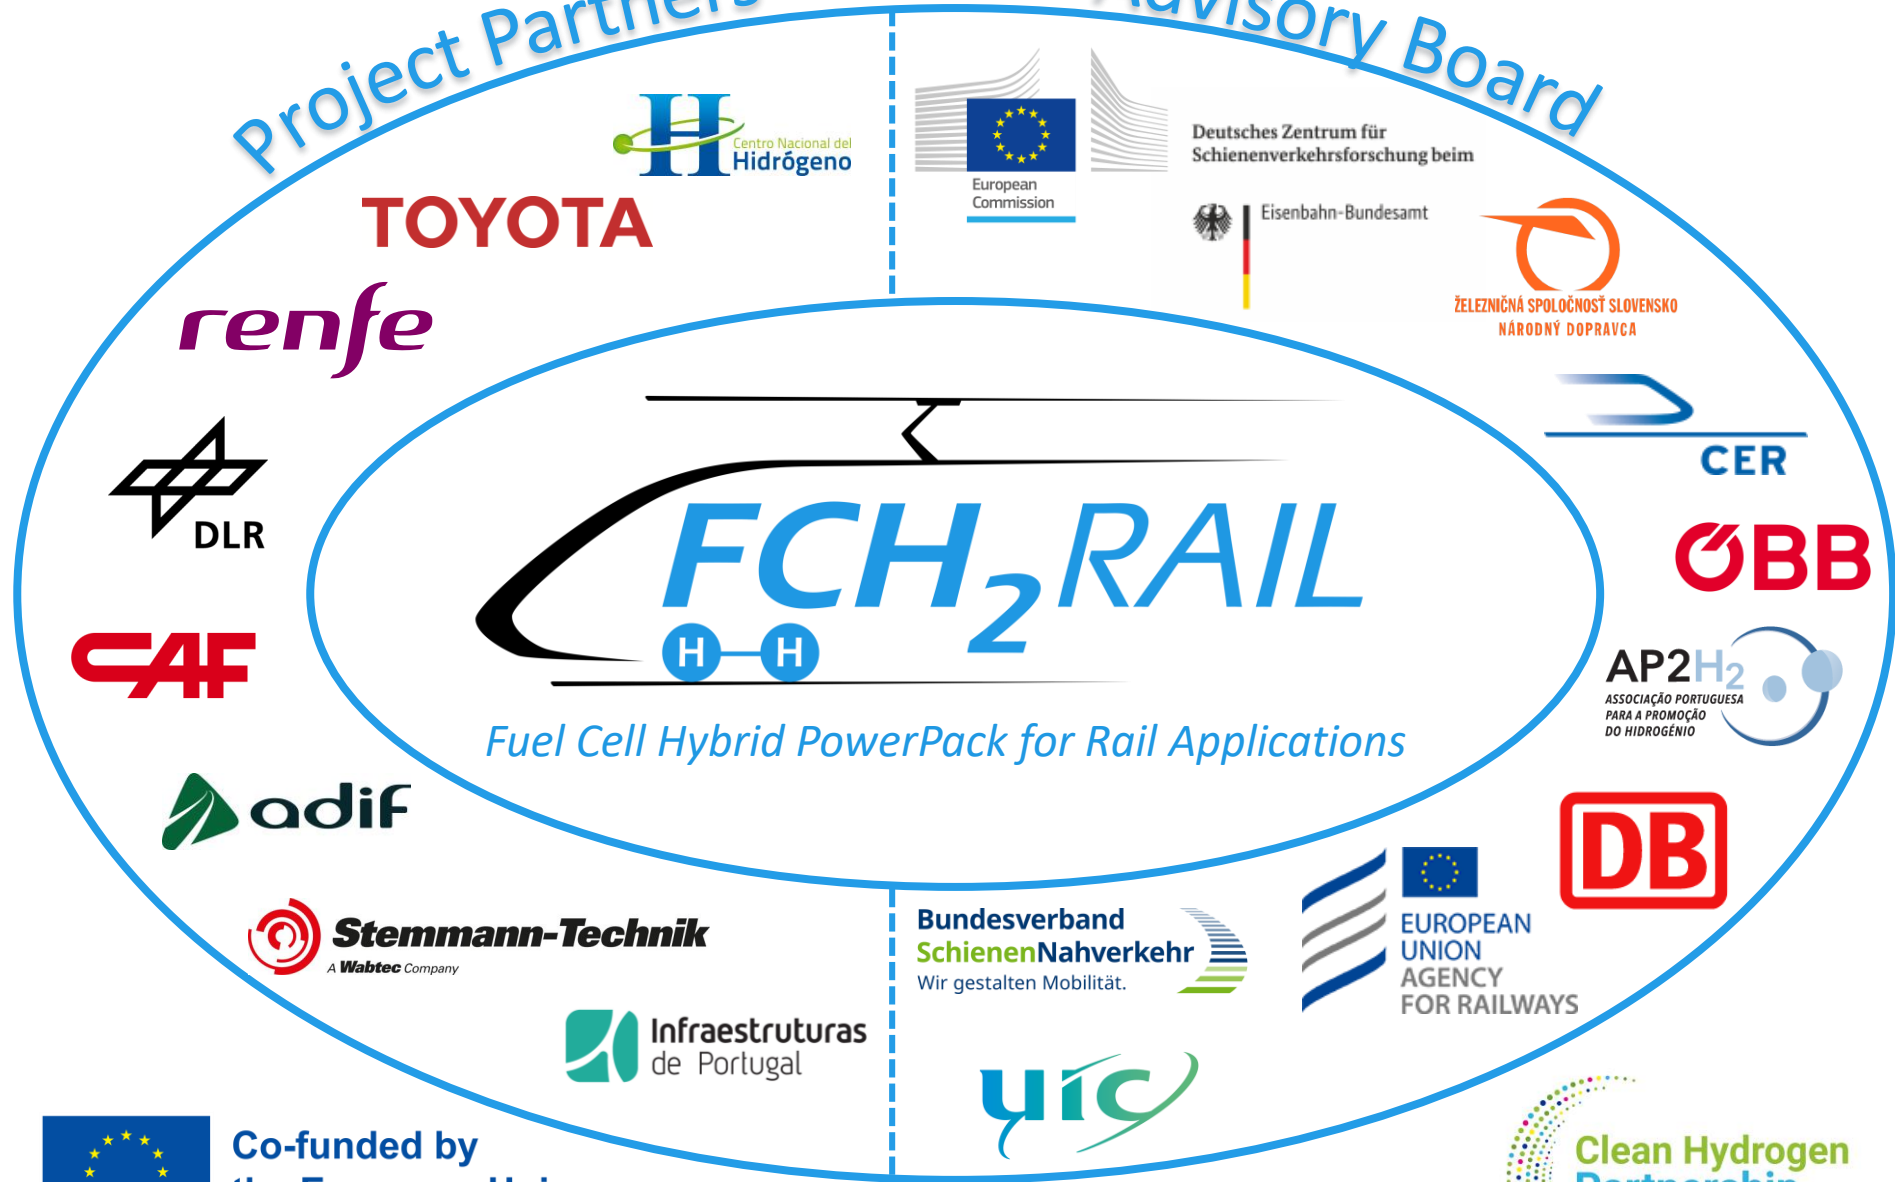 Project Partners
Advisory Board
Centro Nacional del
Hidrógeno
European
Commission
Deutsches Zentrum für
Schienenverkehrsforschung beim
Eisenbahn-Bundesamt
TOYOTA
renfe
ŽELEZNIČNÁ SPOLOČNOSŤ SLOVENSKO
NÁRODNÝ DOPRAVCA
CER
DLR
FCH2RAIL
H H
Fuel Cell Hybrid PowerPack for Rail Applications
ÖBB
CAF
AP2H2
ASSOCIAÇÃO PORTUGUESA
PARA A PROMOÇÃO
DO HIDROGÉNIO
adif
DB
Stemmann-Technik
A Wabtec Company
Bundesverband
SchienenNahverkehr
Wir gestalten Mobilität.
EUROPEAN
UNION
AGENCY
FOR RAILWAYS
Infraestruturas
de Portugal
uic
Co-funded by
Clean Hydrogen
Partnership